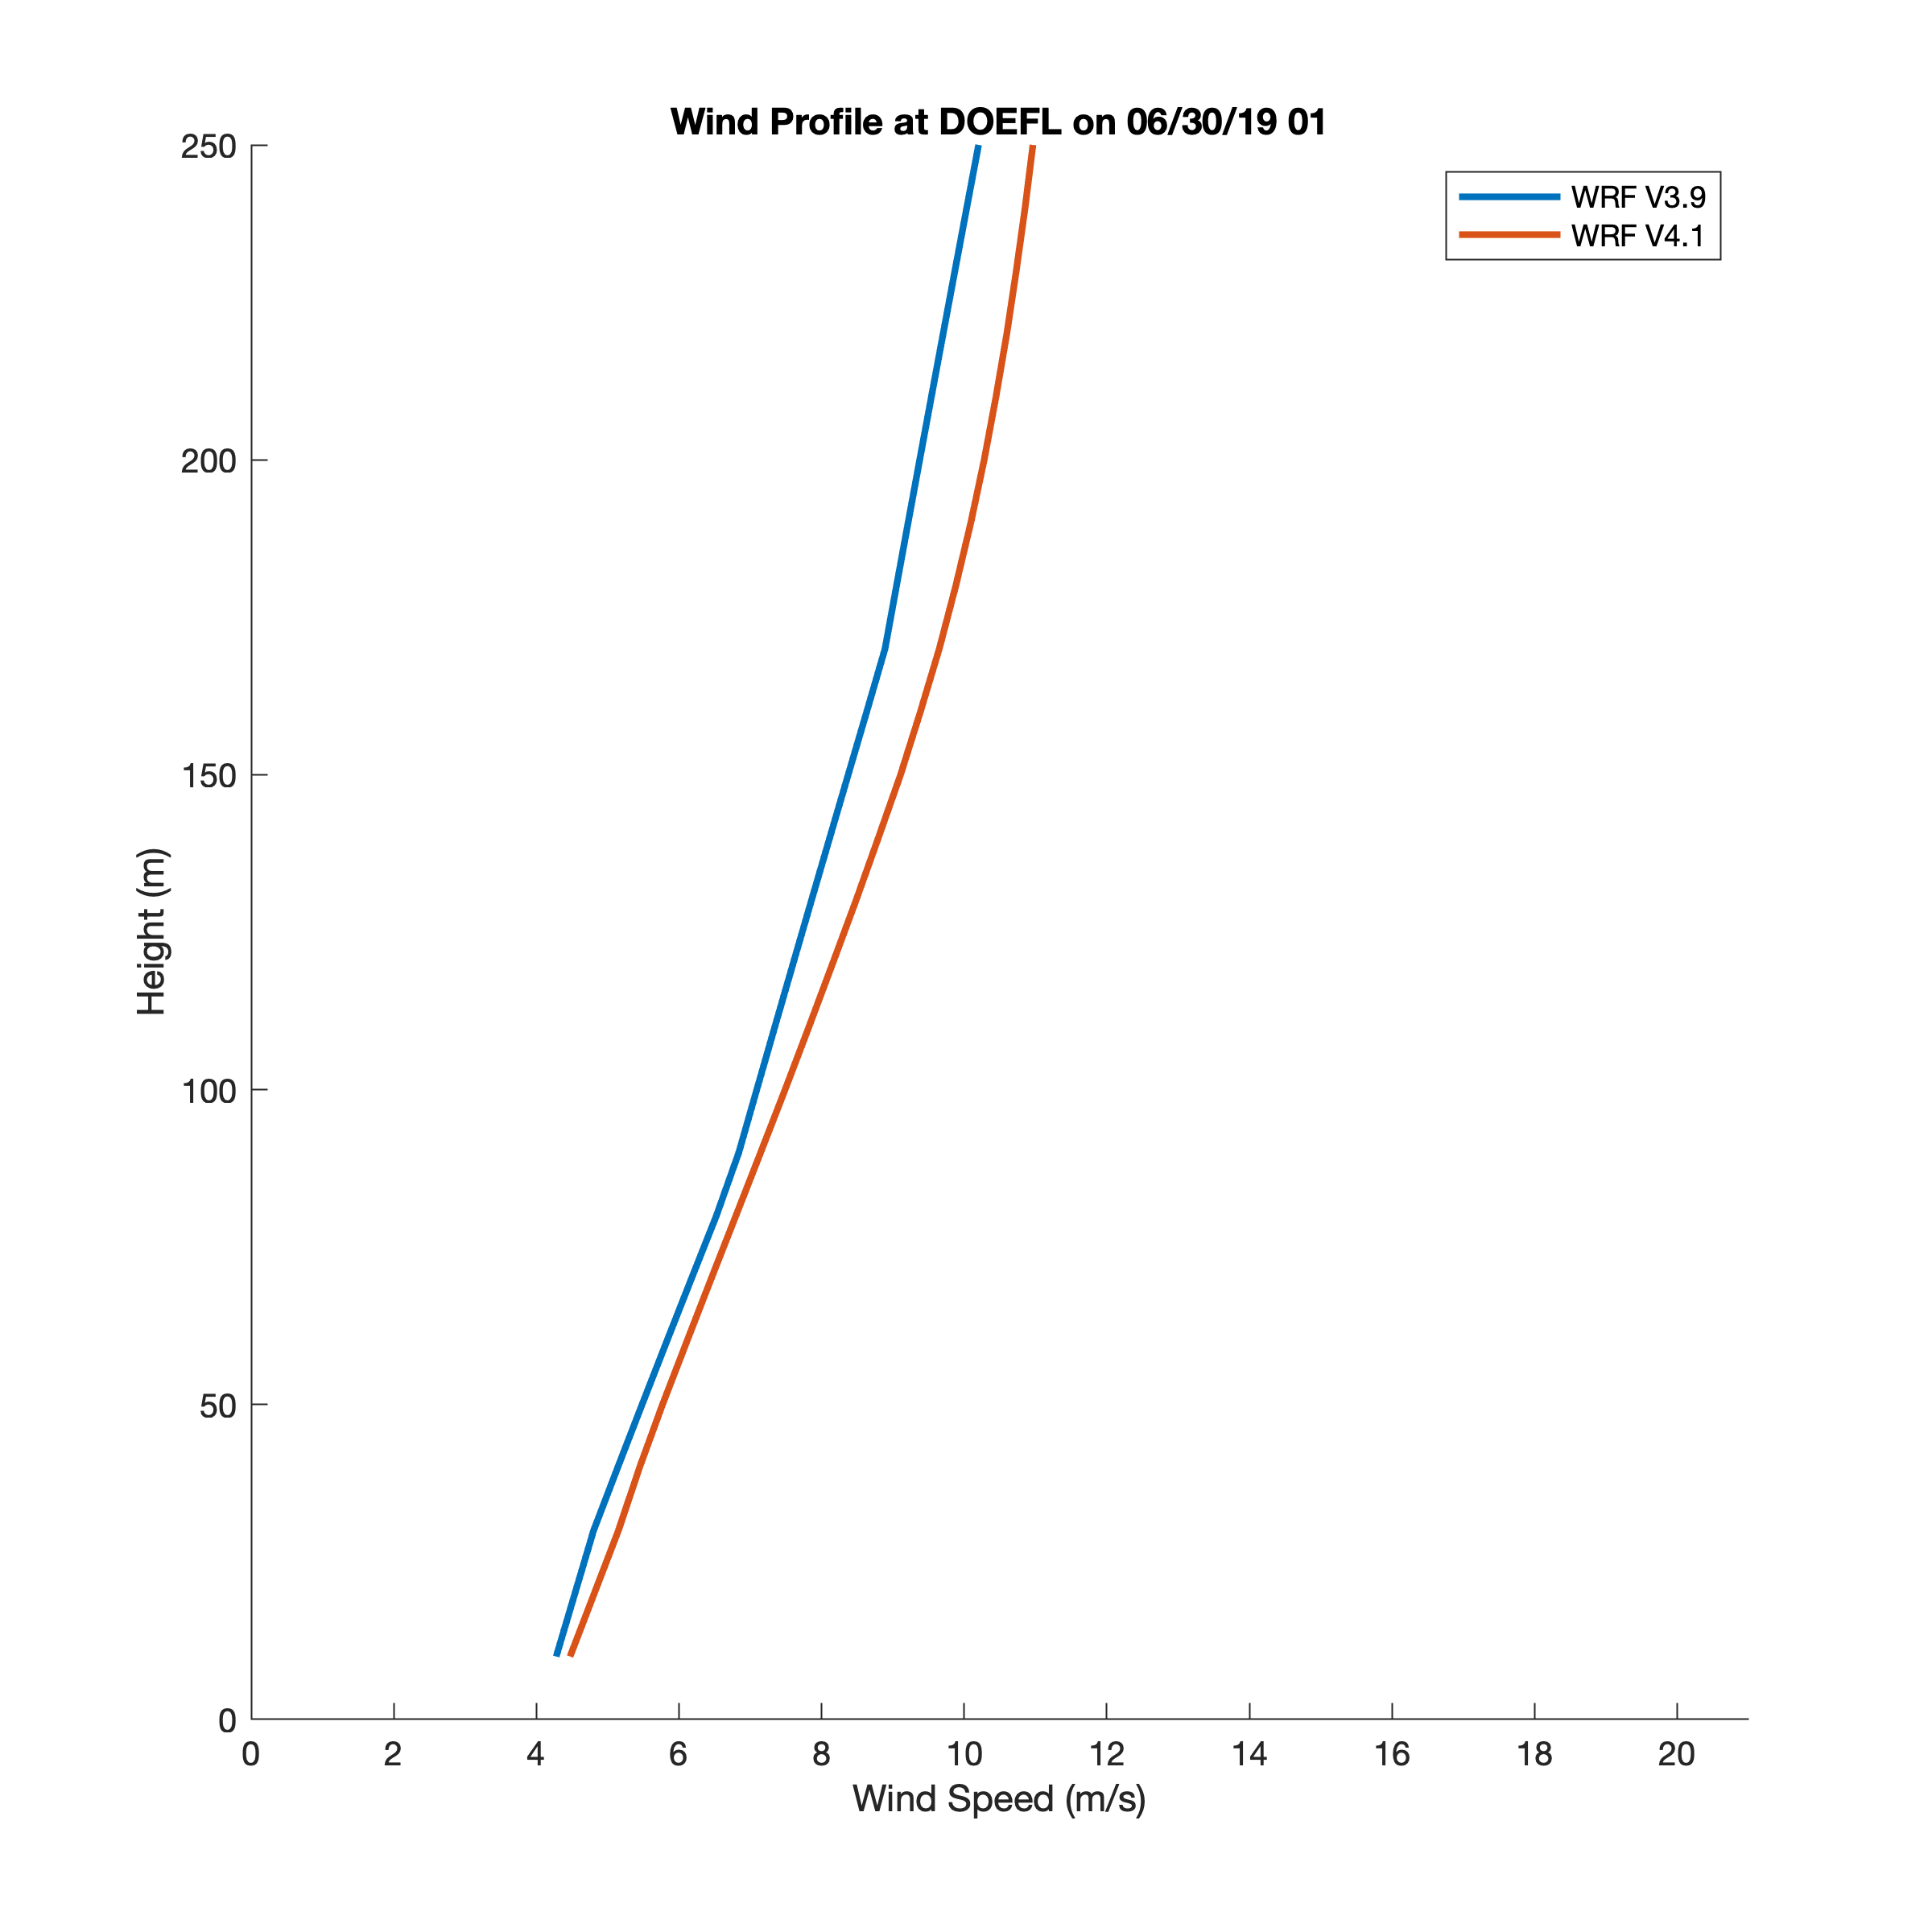 Wind Profile at DOEFL on 06/30/19 01
WRF V3.9
WRF V4.1
250
200
150
100
50
0
Height (m)
0 2 4 6 8 10 12 14 16 18 20
Wind Speed (m/s)